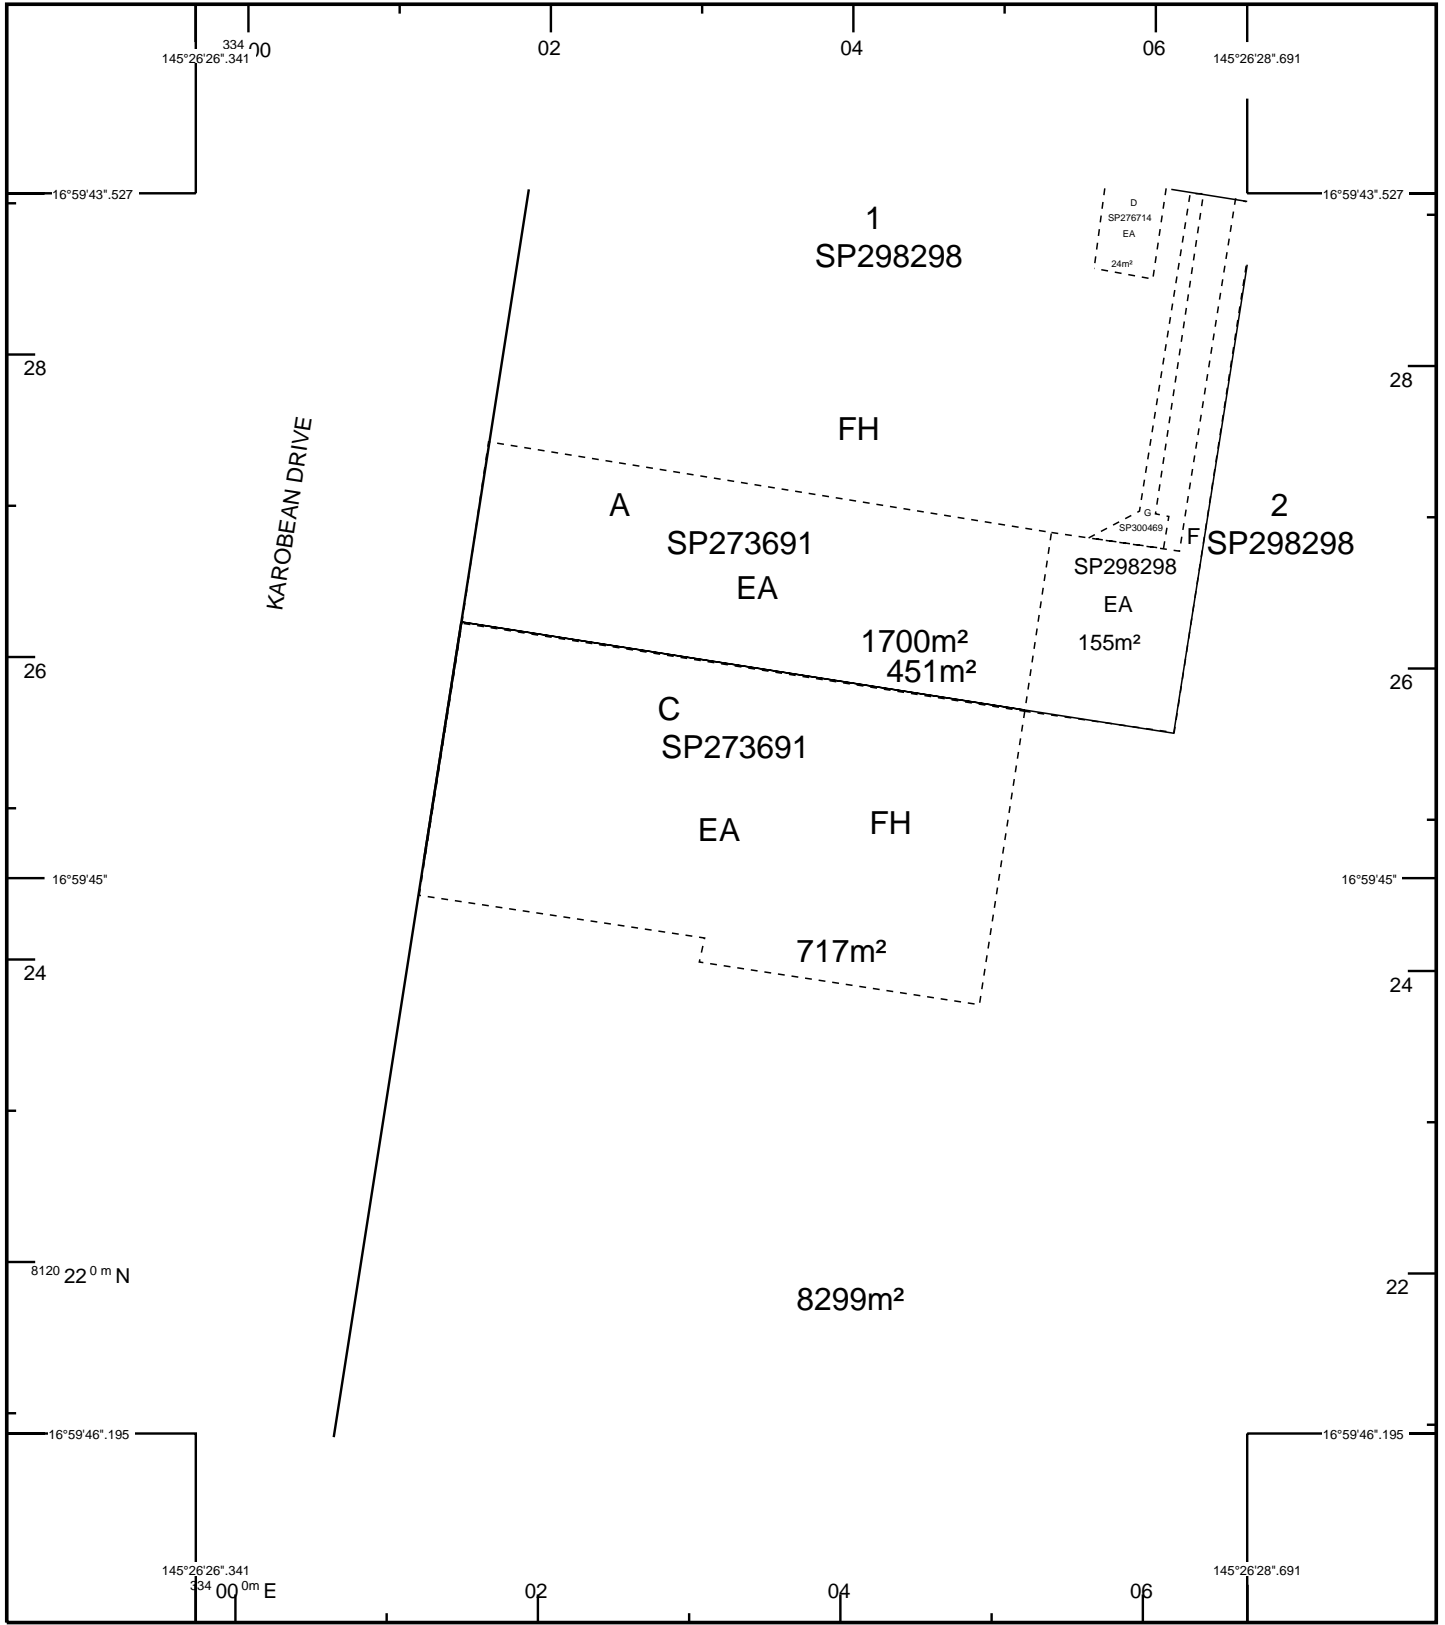 334 00
02
04
06
145°26'26".341
145°26'28".691
16°59'43".527
16°59'43".527
1
SP298298
D
SP276714
EA
24m²
28
28
KAROBEAN DRIVE
FH
A
SP273691
EA
G
SP300469
F
2
SP298298
SP298298
EA
155m²
1700m²
451m²
26
26
C
SP273691
EA
FH
16°59'45"
16°59'45"
717m²
24
24
8120 22 0 m N
22
8299m²
16°59'46".195
16°59'46".195
145°26'26".341
145°26'28".691
334 00 0m E
02
04
06